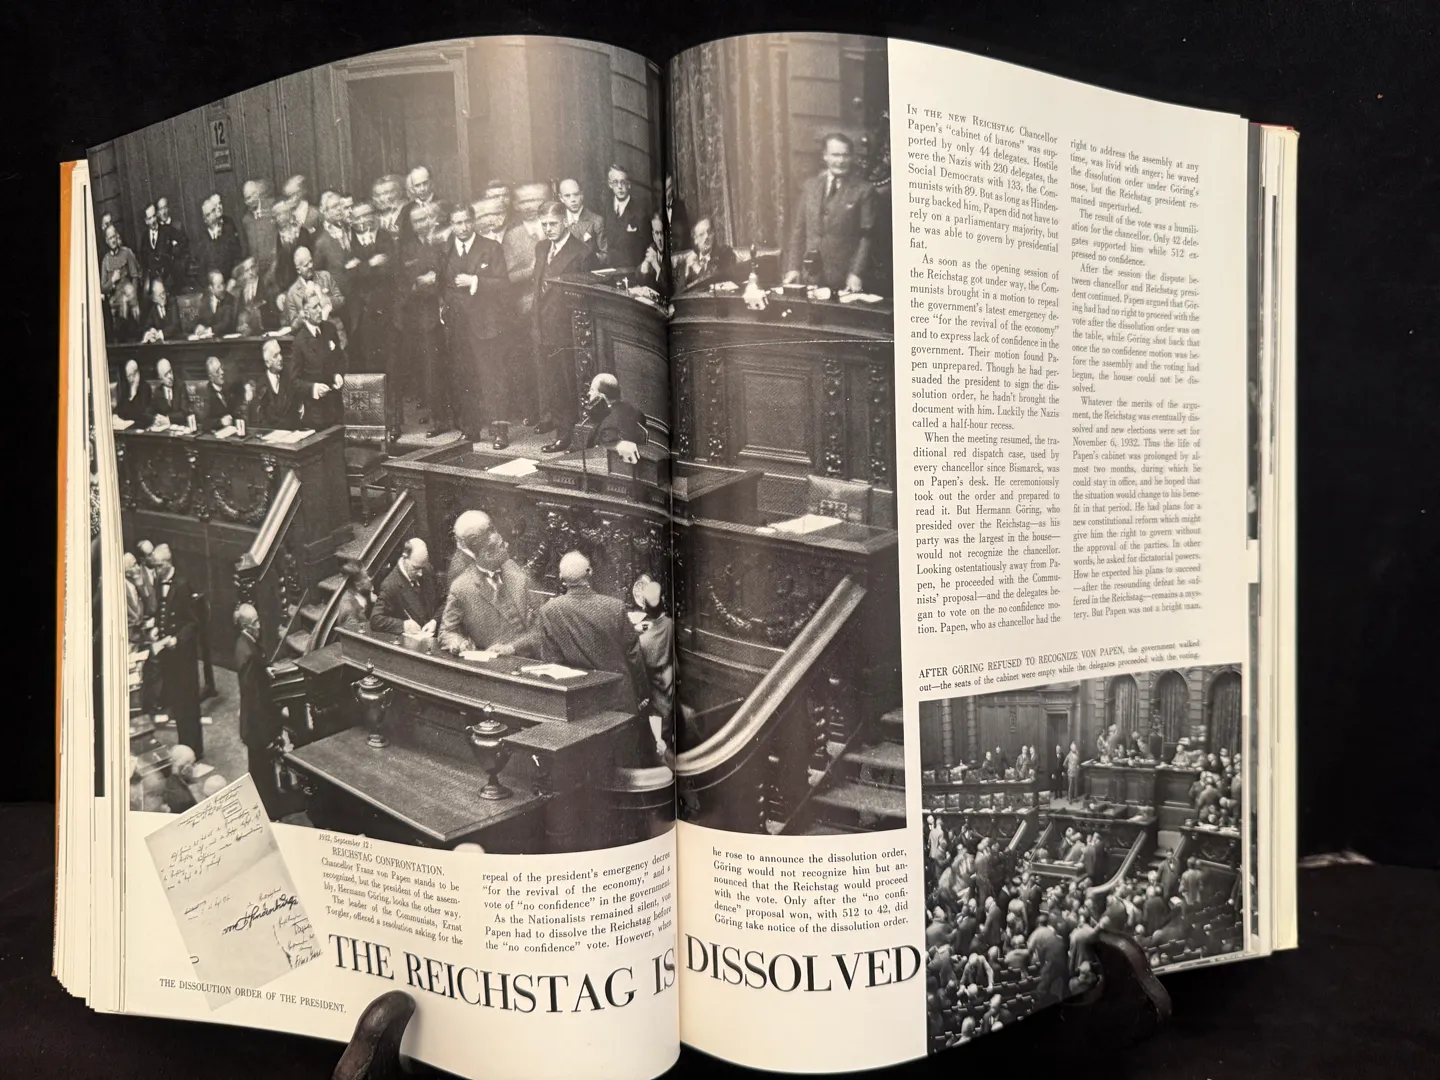 12
1932, September 12:
REICHSTAG CONFRONTATION.
Chancellor Franz von Papen stands to be
recognized, but the president of the assem-
bly, Hermann Göring, looks the other way.
The leader of the Communists, Ernst
Torgler, offered a resolution asking for the
repeal of the president's emergency decree
"for the revival of the economy," and a
vote of "no confidence" in the government.
As the Nationalists remained silent, von
Papen had to dissolve the Reichstag before
the "no confidence" vote. However, when
he rose to announce the dissolution order,
Göring would not recognize him but an-
nounced that the Reichstag would proceed
with the vote. Only after the "no confi-
dence" proposal won, with 512 to 42, did
Göring take notice of the dissolution order.
THE DISSOLUTION ORDER OF THE PRESIDENT.
THE REICHSTAG IS DISSOLVED
IN THE NEW REICHSTAG Chancellor
Papen's "cabinet of barons" was sup-
ported by only 44 delegates. Hostile
were the Nazis with 230 delegates, the
Social Democrats with 133, the Com-
munists with 89. But as long as Hinden-
burg backed him, Papen did not have to
rely on a parliamentary majority, but
he was able to govern by presidential
fiat.
As soon as the opening session of
the Reichstag got under way, the Com-
munists brought in a motion to repeal
the government's latest emergency de-
cree "for the revival of the economy"
and to express lack of confidence in the
government. Their motion found Pa-
pen unprepared. Though he had per-
suaded the president to sign the dis-
solution order, he hadn't brought the
document with him. Luckily the Nazis
called a half-hour recess.
When the meeting resumed, the tra-
ditional red dispatch case, used by
every chancellor since Bismarck, was
on Papen's desk. He ceremoniously
took out the order and prepared to
read it. But Hermann Göring, who
presided over the Reichstag—as his
party was the largest in the house—
would not recognize the chancellor.
Looking ostentatiously away from Pa-
pen, he proceeded with the Commu-
nists' proposal—and the delegates be-
gan to vote on the no confidence mo-
tion. Papen, who as chancellor had the
right to address the assembly at any
time, was livid with anger; he waved
the dissolution order under Göring's
nose, but the Reichstag president re-
mained unperturbed.
The result of the vote was a humili-
ation for the chancellor. Only 42 dele-
gates supported him while 512 ex-
pressed no confidence.
After the session the dispute be-
tween chancellor and Reichstag presi-
dent continued. Papen argued that Gör-
ing had had no right to proceed with the
vote after the dissolution order was on
the table, while Göring shot back that
once the no confidence motion was be-
fore the assembly and the voting had
begun, the house could not be dis-
solved.
Whatever the merits of the argu-
ment, the Reichstag was eventually dis-
solved and new elections were set for
November 6, 1932. Thus the life of
Papen's cabinet was prolonged by al-
most two months, during which he
could stay in office, and he hoped that
the situation would change to his bene-
fit in that period. He had plans for a
new constitutional reform which might
give him the right to govern without
the approval of the parties. In other
words, he asked for dictatorial powers.
How he expected his plans to succeed
—after the resounding defeat he suf-
fered in the Reichstag—remains a mys-
tery. But Papen was not a bright man.
AFTER GÖRING REFUSED TO RECOGNIZE VON PAPEN, the government walked
out—the seats of the cabinet were empty while the delegates proceeded with the voting.